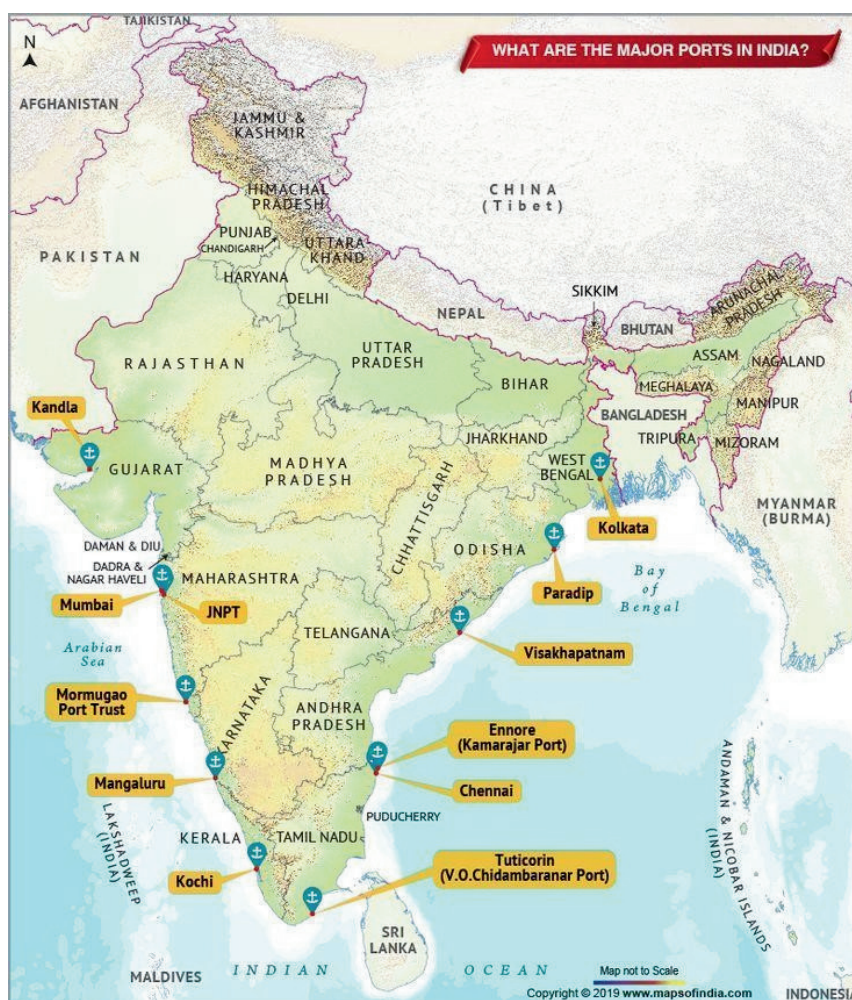 TAJIKISTAN
N
WHAT ARE THE MAJOR PORTS IN INDIA?
AFGHANISTAN
JAMMU &
KASHMIR
CHINA
(Tibet)
HIMACHAL
PRADESH
PUNJAB
CHANDIGARH
UTTARA-
KHAND
PAKISTAN
HARYANA
DELHI
NEPAL
SIKKIM
BHUTAN
ARUNACHAL
PRADESH
RAJASTHAN
UTTAR
PRADESH
ASSAM
NAGALAND
BIHAR
MEGHALAYA
MANIPUR
Kandla
BANGLADESH
TRIPURA
MIZORAM
JHARKHAND
GUJARAT
MADHYA
PRADESH
WEST
BENGAL
CHHATTISGARH
MYANMAR
(BURMA)
Kolkata
DAMAN & DIU
DADRA &
NAGAR HAVELI
ODISHA
MAHARASHTRA
Mumbai
JNPT
Paradip
Bay
of
Bengal
TELANGANA
Visakhapatnam
Arabian
Sea
Mormugao
Port Trust
KARNATAKA
ANDHRA
PRADESH
Ennore
(Kamarajar Port)
Mangaluru
Chennai
PUDUCHERRY
ANDAMAN & NICOBAR ISLANDS
(INDIA)
LAKSHADWEEP
(INDIA)
KERALA
TAMIL NADU
Kochi
Tuticorin
(V.O.Chidambaranar Port)
SRI
LANKA
MALDIVES
INDIAN OCEAN
Map not to Scale
Copyright © 2019 www.mapsofindia.com
INDONESIA